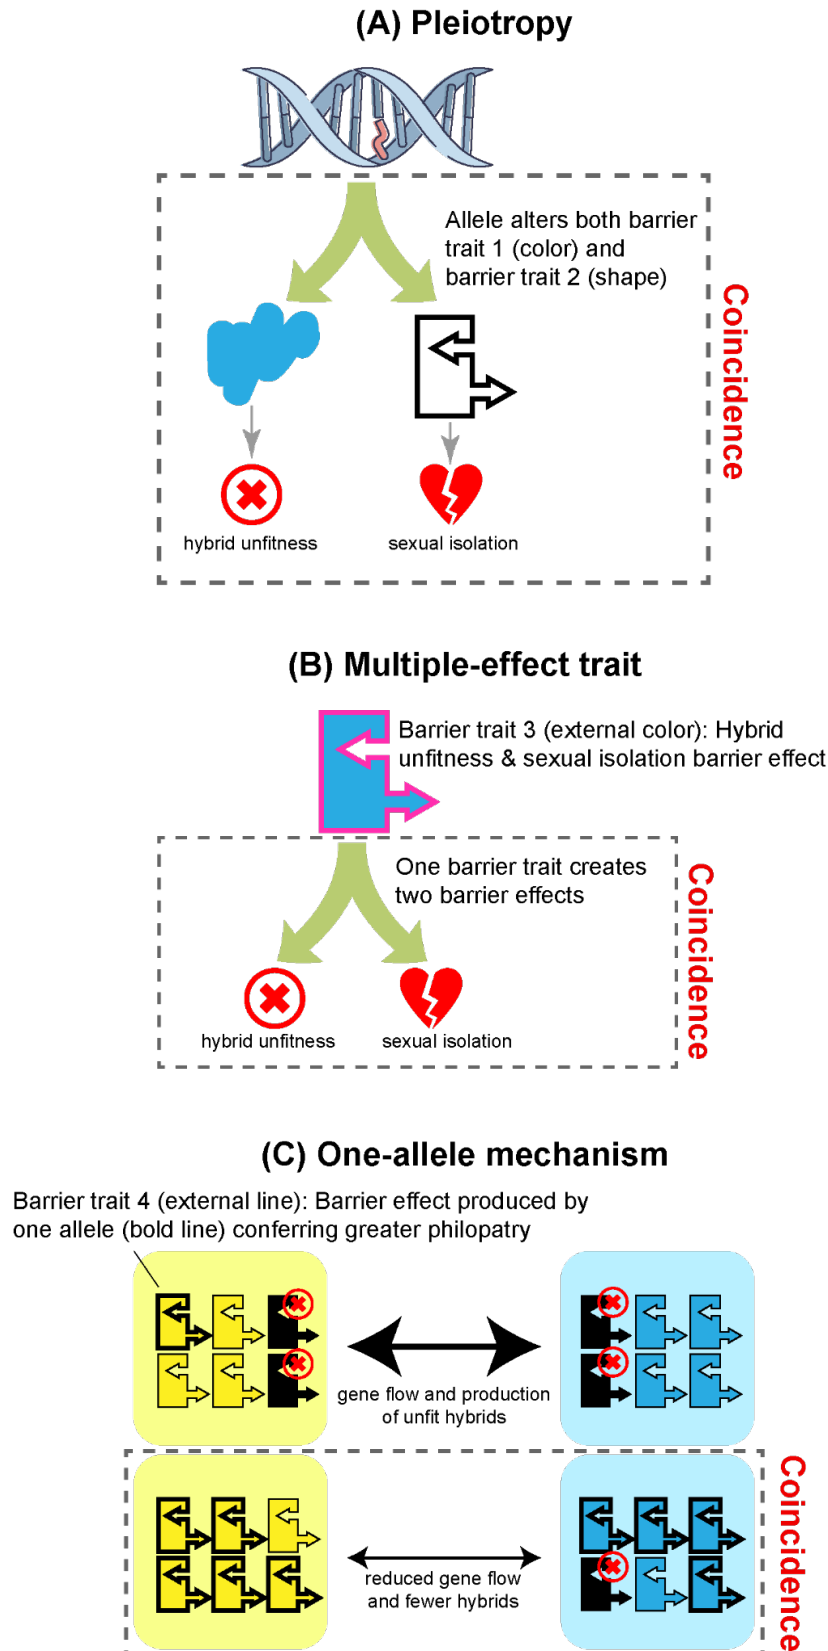 (A) Pleiotropy
Allele alters both barrier
trait 1 (color) and
barrier trait 2 (shape)
Coincidence
hybrid unfitness
sexual isolation
(B) Multiple-effect trait
Barrier trait 3 (external color): Hybrid
unfitness & sexual isolation barrier effect
One barrier trait creates
two barrier effects
Coincidence
hybrid unfitness
sexual isolation
(C) One-allele mechanism
Barrier trait 4 (external line): Barrier effect produced by
one allele (bold line) conferring greater philopatry
gene flow and production
of unfit hybrids
reduced gene flow
and fewer hybrids
Coincidence